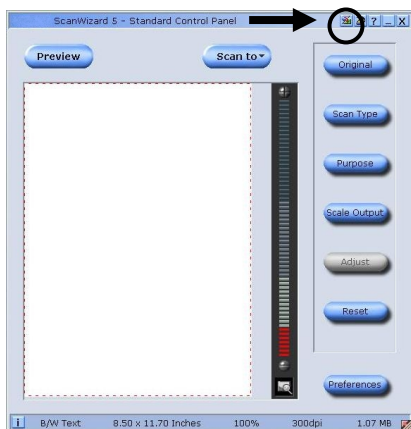 ScanWizard 5 – Standard Control Panel ? _ X
Preview
Scan to
Original
Scan Type
Purpose
Scale Output
Adjust
Reset
Preferences
i B/W Text 8.50 x 11.70 Inches 100% 300dpi 1.07 MB